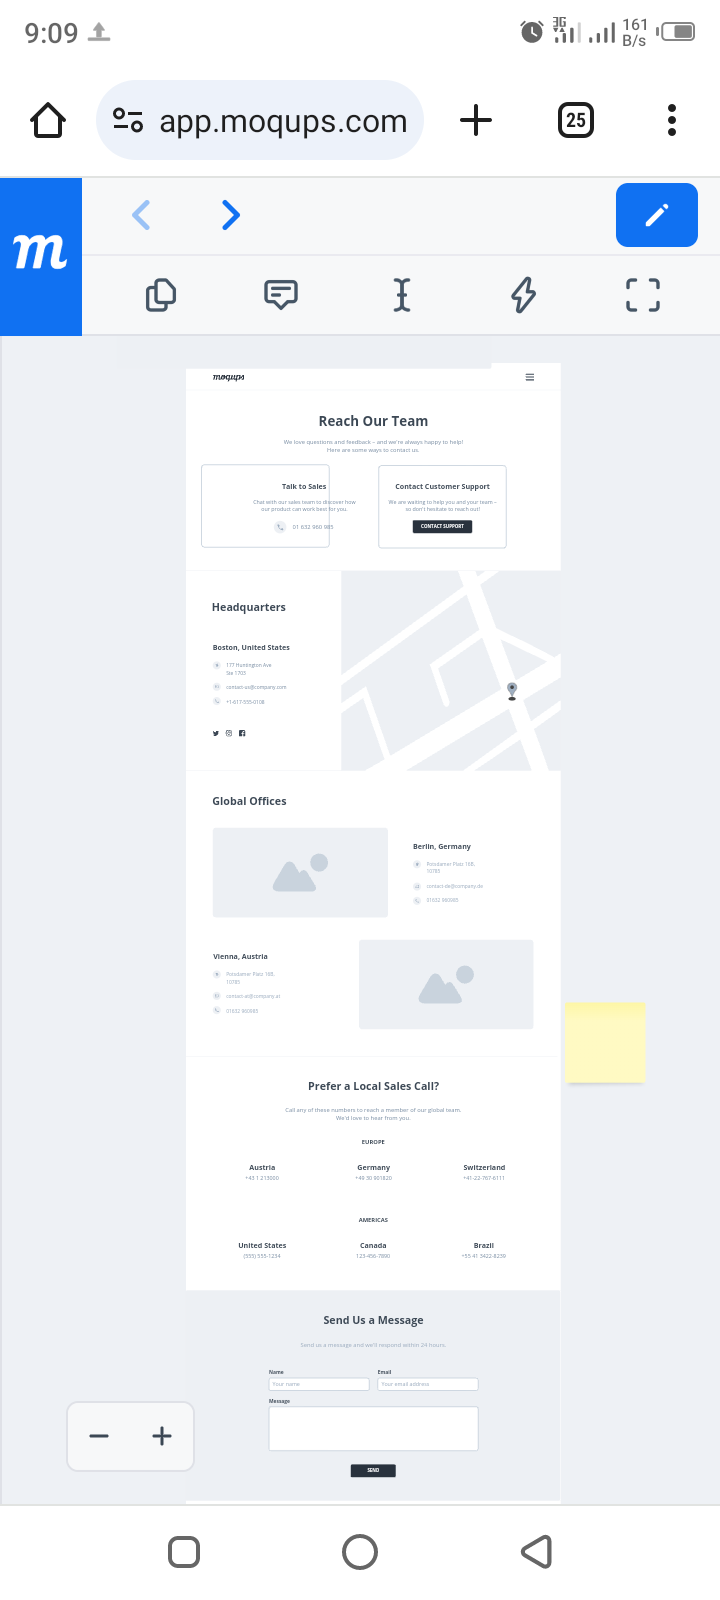 9:09
3G
161
B/s
app.moqups.com
25
m
moqups
Reach Our Team
We love questions and feedback – and we're always happy to help!
Here are some ways to contact us.
Talk to Sales
Chat with our sales team to discover how
our product can work best for you.
01 632 960 985
Contact Customer Support
We are waiting to help you and your team –
so don't hesitate to reach out!
CONTACT SUPPORT
Headquarters
Boston, United States
177 Huntington Ave
Ste 1703
contact-us@company.com
+1-617-555-0108
Global Offices
Berlin, Germany
Potsdamer Platz 16B,
10785
contact-de@company.de
01632 960985
Vienna, Austria
Potsdamer Platz 16B,
10785
contact-at@company.at
01632 960985
Prefer a Local Sales Call?
Call any of these numbers to reach a member of our global team.
We'd love to hear from you.
EUROPE
Austria
Germany
Switzerland
+43 1 213000
+49 30 901820
+41-22-767-6111
AMERICAS
United States
Canada
Brazil
(555) 555-1234
123-456-7890
+55 41 3422-8239
Send Us a Message
Send us a message and we'll respond within 24 hours.
Name
Email
Your name
Your email address
Message
SEND